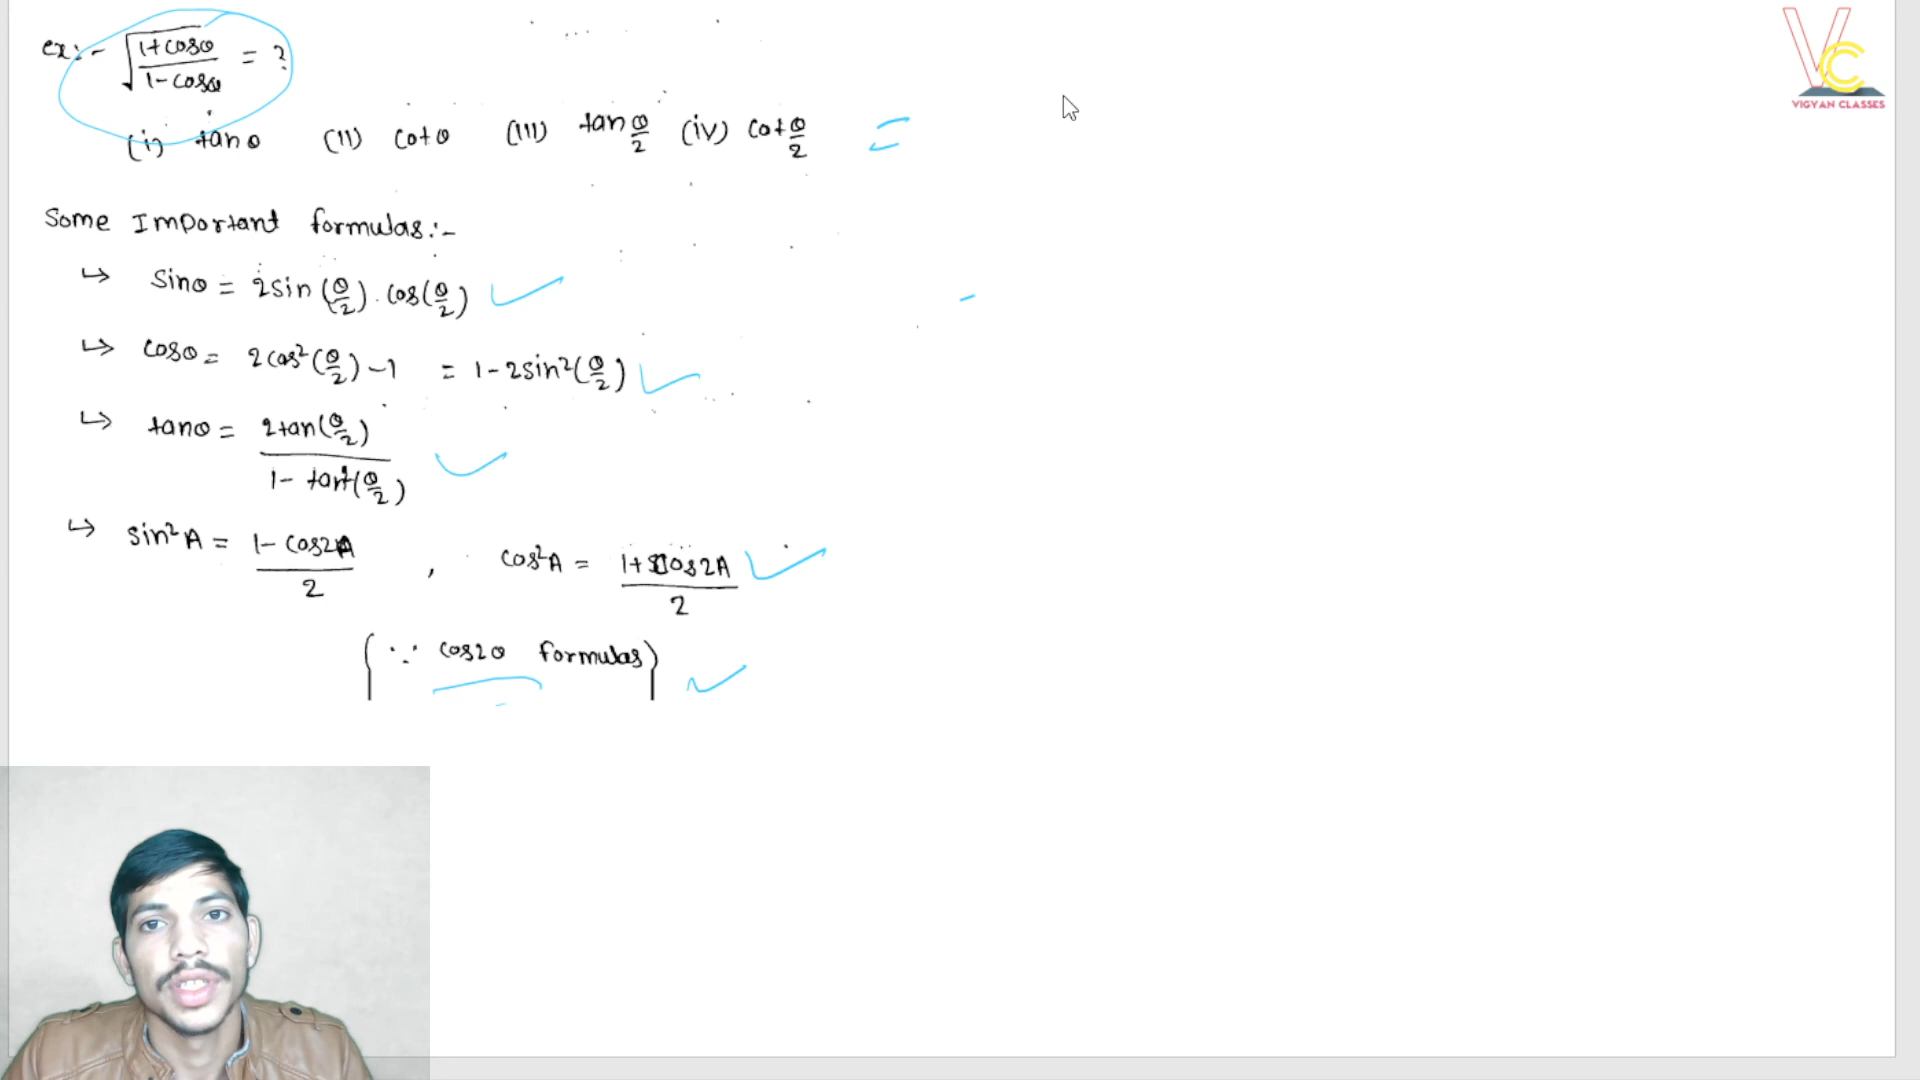 ex:- √(1+cosθ / 1-cosθ) = ?
(i) tanθ (II) cotθ (III) tan θ/2 (iv) cot θ/2 =
Some Important formulas:-
↳ Sinθ = 2sin(θ/2).cos(θ/2) ✓
↳ Cosθ = 2cos²(θ/2)-1 = 1-2sin²(θ/2) ✓
↳ tanθ = 2tan(θ/2) / 1-tan²(θ/2) ✓
↳ sin²A = 1-cos2A / 2 , cos²A = 1+cos2A / 2 ✓
(∵ cos2θ formulas) ✓
VC
VIGYAN CLASSES